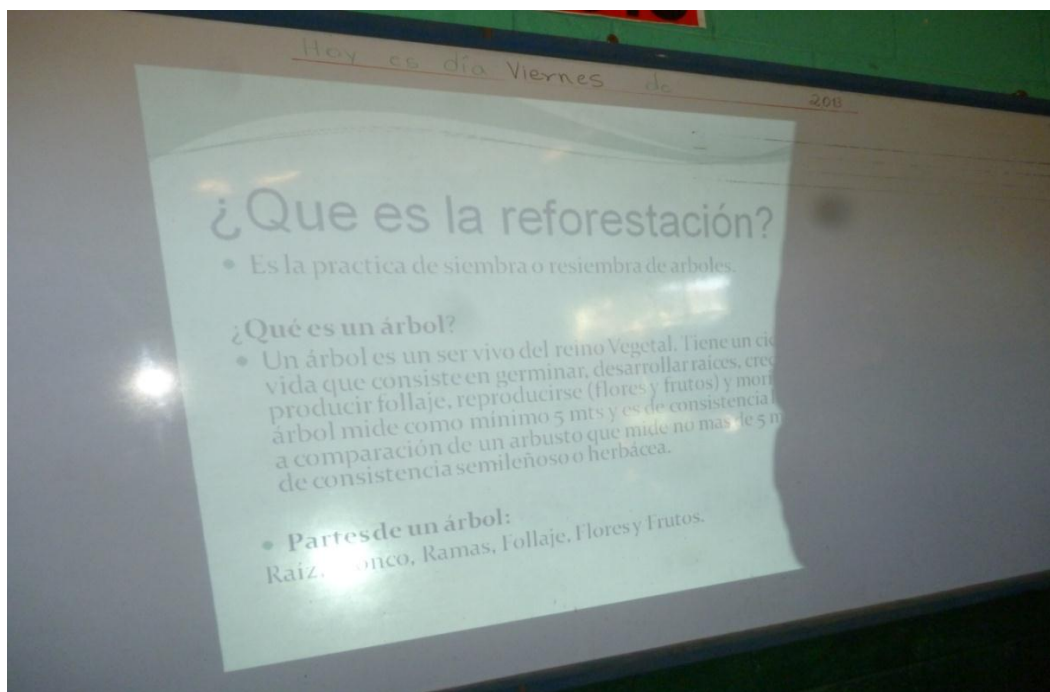 Hoy es día Viernes de
¿Que es la reforestación?
• Es la practica de siembra o resiembra de arboles.
¿Qué es un árbol?
• Un árbol es un ser vivo del reino Vegetal. Tiene un
vida que consiste en germinar, desarrollar raíces,
producir follaje, reproducirse (flores y frutos) y
árbol mide como mínimo 5 mts y es de consistencia
a comparación de un arbusto que mide no mas de 5
de consistencia semileñoso o herbácea.
• Partes de un árbol:
Raíz, Ramas, Follaje, Flores y Frutos.